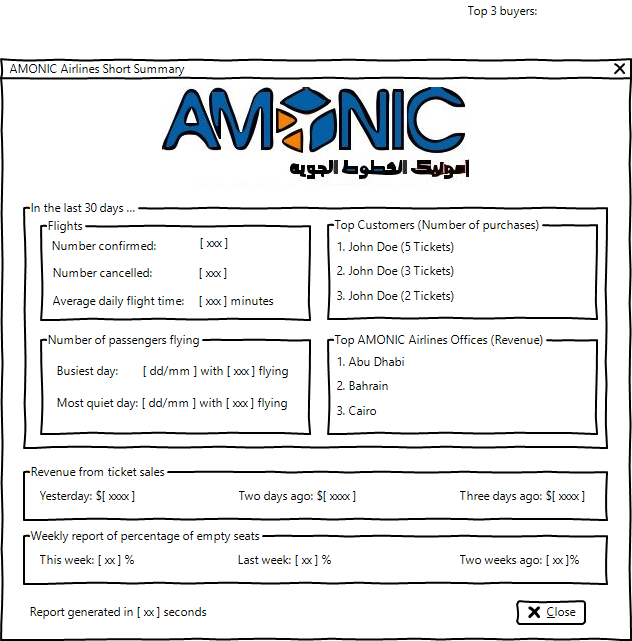 Top 3 buyers:
AMONIC Airlines Short Summary
AMONIC
امونيك الخطوط الجويه
In the last 30 days ...
Flights
Number confirmed: [ xxx ]
Number cancelled: [ xxx ]
Average daily flight time: [ xxx ] minutes
Top Customers (Number of purchases)
1. John Doe (5 Tickets)
2. John Doe (3 Tickets)
3. John Doe (2 Tickets)
Number of passengers flying
Busiest day: [ dd/mm ] with [ xxx ] flying
Most quiet day: [ dd/mm ] with [ xxx ] flying
Top AMONIC Airlines Offices (Revenue)
1. Abu Dhabi
2. Bahrain
3. Cairo
Revenue from ticket sales
Yesterday: $[ xxxx ] Two days ago: $[ xxxx ] Three days ago: $[ xxxx ]
Weekly report of percentage of empty seats
This week: [ xx ] % Last week: [ xx ] % Two weeks ago: [ xx ]%
Report generated in [ xx ] seconds
Close